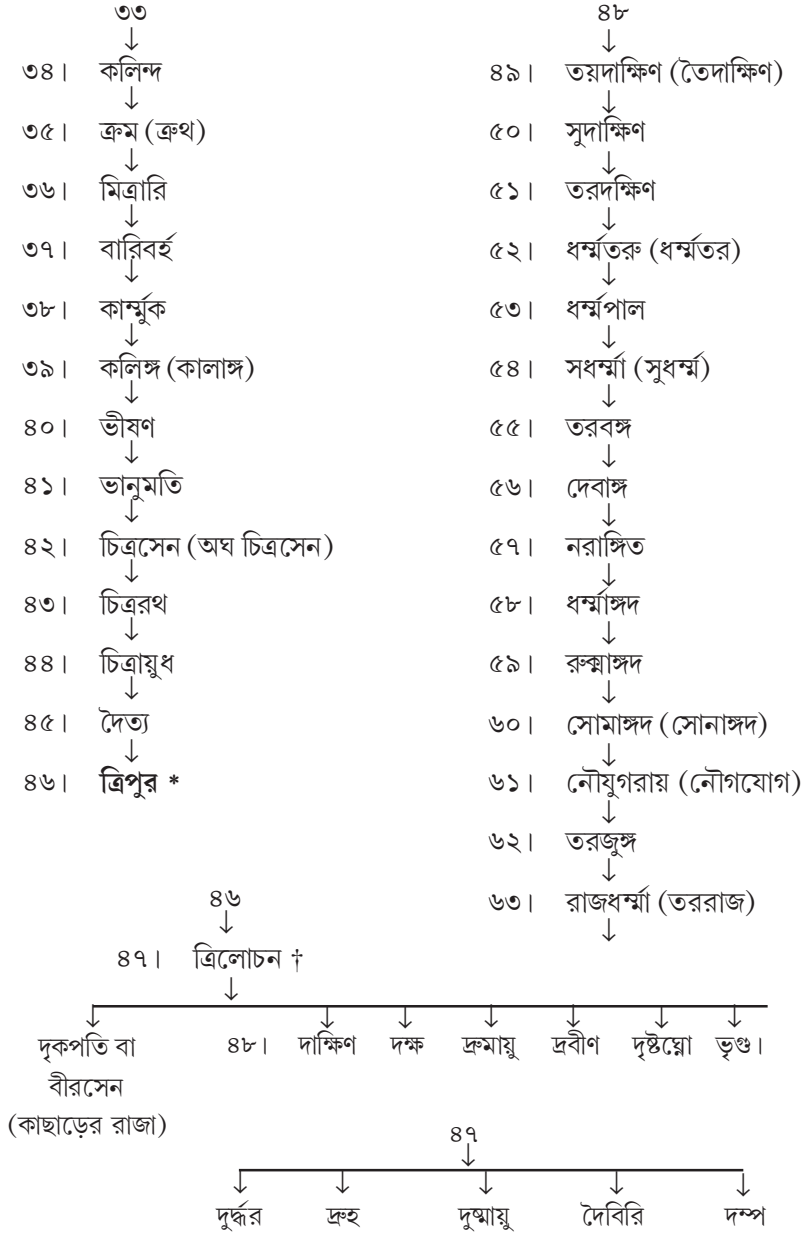 ৩৩
↓
৩৪। কলিন্দ
↓
৩৫। ক্রম (ক্রুথ)
↓
৩৬। মিত্রারি
↓
৩৭। বারিবর্হ
↓
৩৮। কার্ম্মুক
↓
৩৯। কলিঙ্গ (কালাঙ্গ)
↓
৪০। ভীষণ
↓
৪১। ভানুমতি
↓
৪২। চিত্রসেন (অঘ চিত্রসেন)
↓
৪৩। চিত্ররথ
↓
৪৪। চিত্রায়ুধ
↓
৪৫। দৈত্য
↓
৪৬। ত্রিপুর *
৪৮
↓
৪৯। তয়দাক্ষিণ (তৈদাক্ষিণ)
↓
৫০। সুদাক্ষিণ
↓
৫১। তরদক্ষিণ
↓
৫২। ধর্ম্মতরু (ধর্ম্মতর)
↓
৫৩। ধর্ম্মপাল
↓
৫৪। সধর্ম্মা (সুধর্ম্ম)
↓
৫৫। তরবঙ্গ
↓
৫৬। দেবাঙ্গ
↓
৫৭। নরাঙ্গিত
↓
৫৮। ধর্ম্মাঙ্গদ
↓
৫৯। রুক্মাঙ্গদ
↓
৬০। সোমাঙ্গদ (সোনাঙ্গদ)
↓
৬১। নৌযুগরায় (নৌগযোগ)
↓
৬২। তরজুঙ্গ
↓
৬৩। রাজধর্ম্মা (তররাজ)
↓
৪৬
↓
৪৭। ত্রিলোচন †
↓
↓ ↓ ↓ ↓ ↓ ↓ ↓
দৃকপতি বা ৪৮। দাক্ষিণ দক্ষ দ্রুমায়ু দ্রবীণ দৃষ্টঘ্নো ভৃগু।
বীরসেন
(কাছাড়ের রাজা)
৪৭
↓
↓ ↓ ↓ ↓ ↓
দুর্দ্ধর দ্রুহ দুষ্মায়ু দৈবিরি দম্প